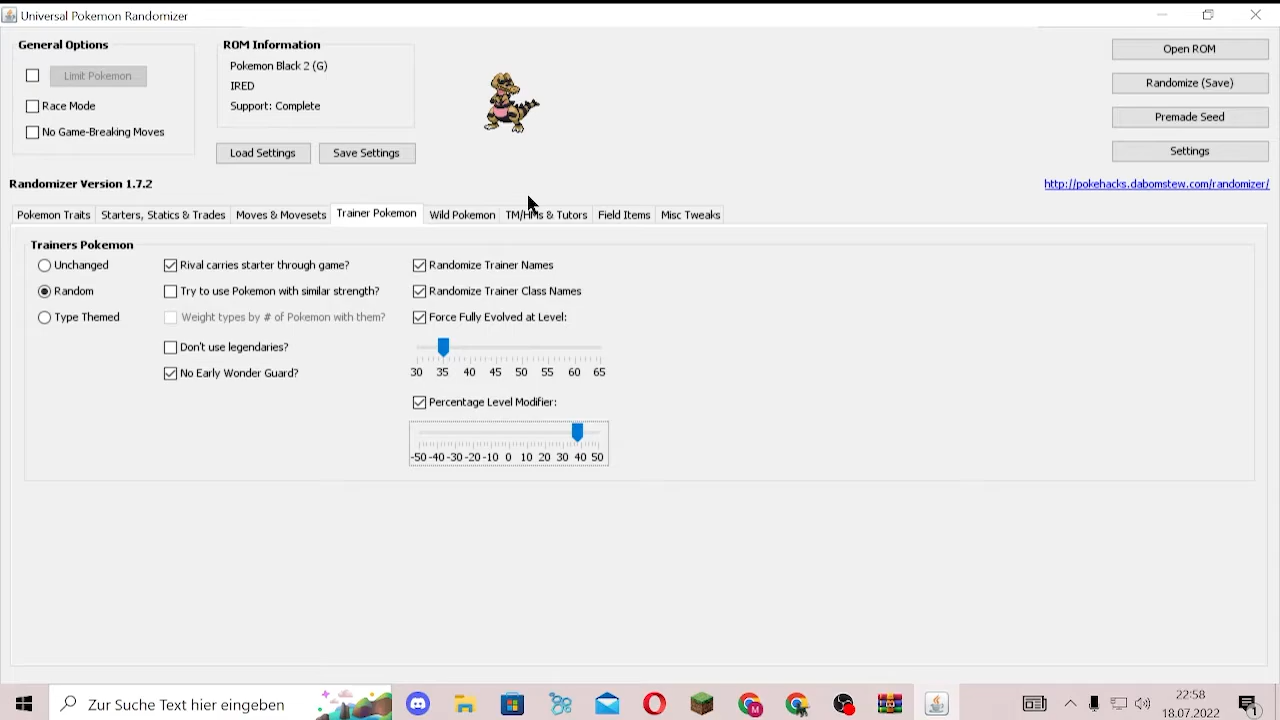 Universal Pokemon Randomizer
General Options
Limit Pokemon
Race Mode
No Game-Breaking Moves
ROM Information
Pokemon Black 2 (G)
IRED
Support: Complete
Load Settings
Save Settings
Open ROM
Randomize (Save)
Premade Seed
Settings
Randomizer Version 1.7.2
http://pokehacks.dabomstew.com/randomizer/
Pokemon Traits
Starters, Statics & Trades
Moves & Movesets
Trainer Pokemon
Wild Pokemon
TM/HMs & Tutors
Field Items
Misc Tweaks
Trainers Pokemon
Unchanged
Random
Type Themed
Rival carries starter through game?
Try to use Pokemon with similar strength?
Weight types by # of Pokemon with them?
Don't use legendaries?
No Early Wonder Guard?
Randomize Trainer Names
Randomize Trainer Class Names
Force Fully Evolved at Level:
30 35 40 45 50 55 60 65
Percentage Level Modifier:
-50 -40 -30 -20 -10 0 10 20 30 40 50
Zur Suche Text hier eingeben
22:58
18.07.2022
1